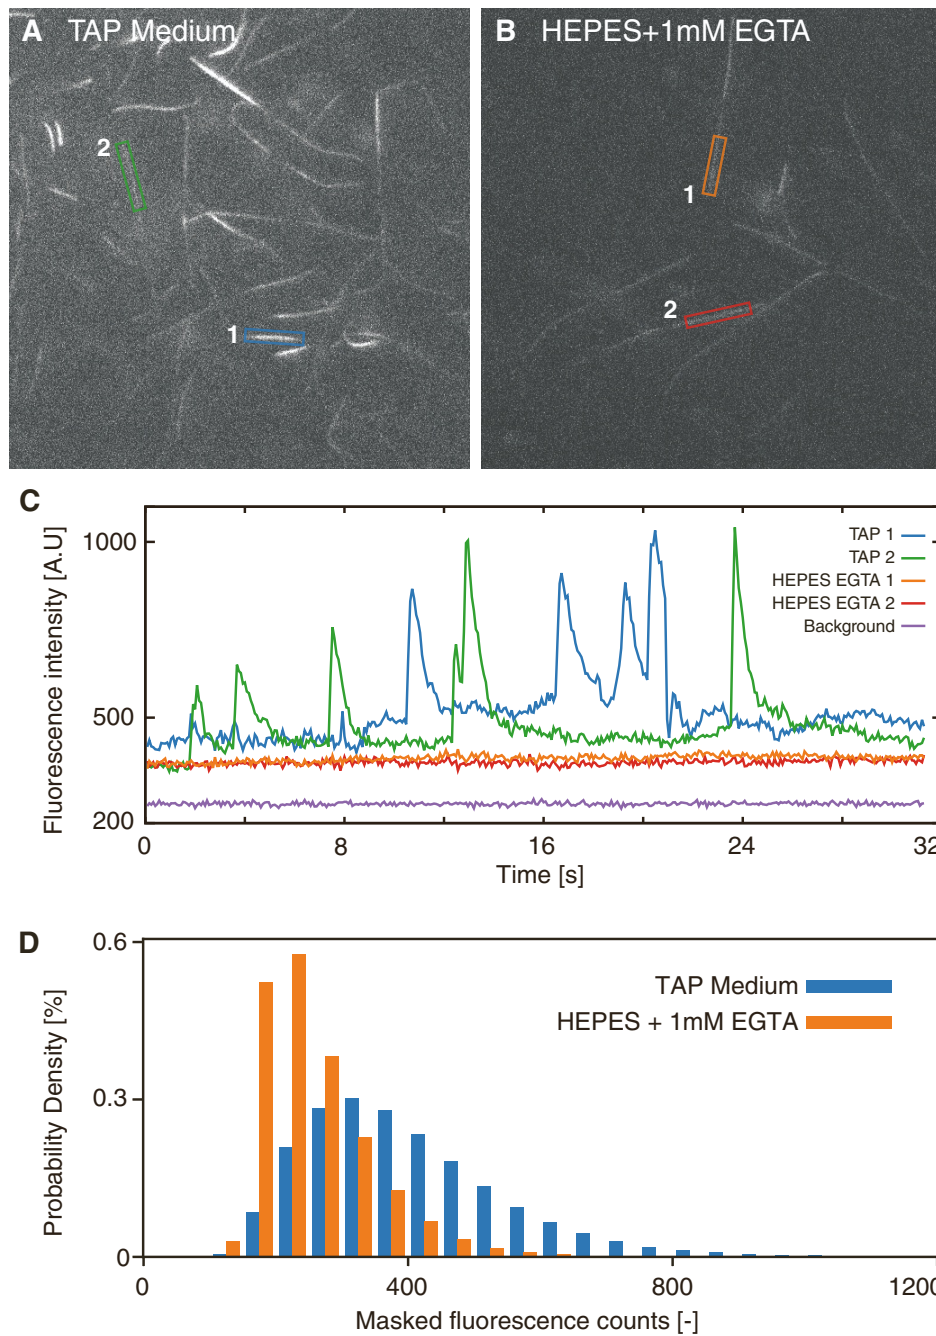 A TAP Medium
B HEPES+1mM EGTA
2
1
1
2
C
Fluorescence intensity [A.U]
1000
500
200
TAP 1
TAP 2
HEPES EGTA 1
HEPES EGTA 2
Background
0 8 16 24 32
Time [s]
D
Probability Density [%]
0.6
0.3
0
TAP Medium
HEPES + 1mM EGTA
0 400 800 1200
Masked fluorescence counts [-]